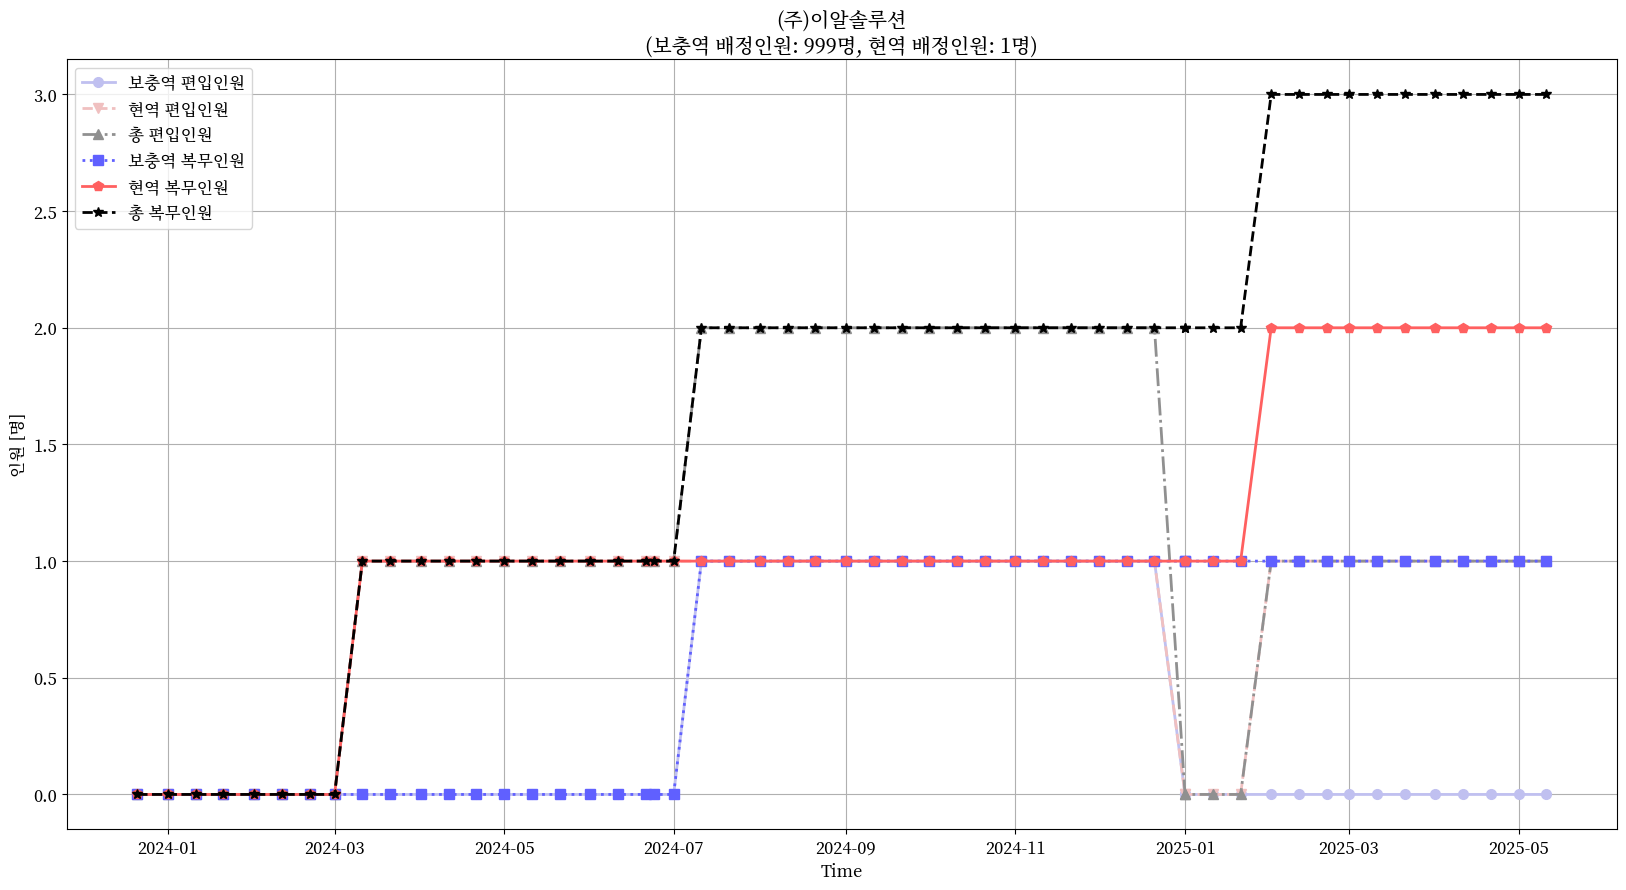 (주)이알솔루션
(보충역 배정인원: 999명, 현역 배정인원: 1명)
보충역 편입인원
현역 편입인원
총 편입인원
보충역 복무인원
현역 복무인원
총 복무인원
3.0
2.5
2.0
1.5
1.0
0.5
0.0
인원 [명]
2024-01
2024-03
2024-05
2024-07
2024-09
2024-11
2025-01
2025-03
2025-05
Time